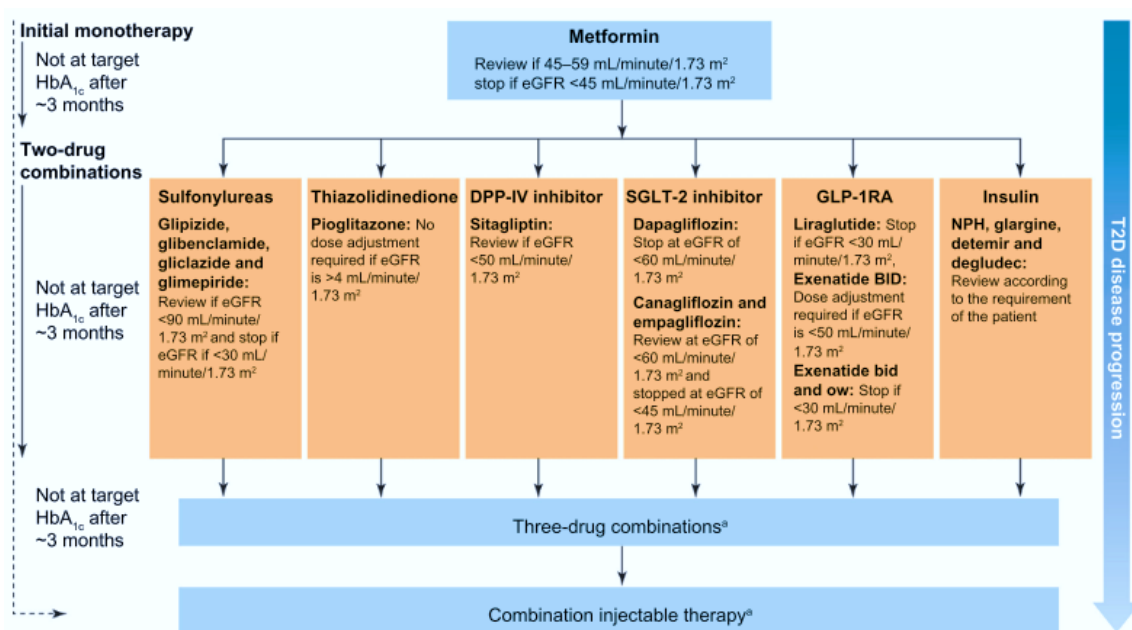 Initial monotherapy
Not at target
HbA1c after
~3 months
Metformin
Review if 45–59 mL/minute/1.73 m²
stop if eGFR <45 mL/minute/1.73 m²
Two-drug
combinations
Not at target
HbA1c after
~3 months
Sulfonylureas
Glipizide,
glibenclamide,
gliclazide and
glimepiride:
Review if eGFR
<90 mL/minute/
1.73 m² and stop if
eGFR if <30 mL/
minute/1.73 m²
Thiazolidinedione
Pioglitazone: No
dose adjustment
required if eGFR
is >4 mL/minute/
1.73 m²
DPP-IV inhibitor
Sitagliptin:
Review if eGFR
<50 mL/minute/
1.73 m²
SGLT-2 inhibitor
Dapagliflozin:
Stop at eGFR of
<60 mL/minute/
1.73 m²
Canagliflozin and
empagliflozin:
Review at eGFR of
<60 mL/minute/
1.73 m² and
stopped at eGFR of
<45 mL/minute/
1.73 m²
GLP-1RA
Liraglutide: Stop
if eGFR <30 mL/
minute/1.73 m²,
Exenatide BID:
Dose adjustment
required if eGFR
is <50 mL/minute/
1.73 m²
Exenatide bid
and ow: Stop if
<30 mL/minute/
1.73 m²
Insulin
NPH, glargine,
detemir and
degludec:
Review according
to the requirement
of the patient
T2D disease progression
Not at target
HbA1c after
~3 months
Three-drug combinationsᵃ
Combination injectable therapyᵃ